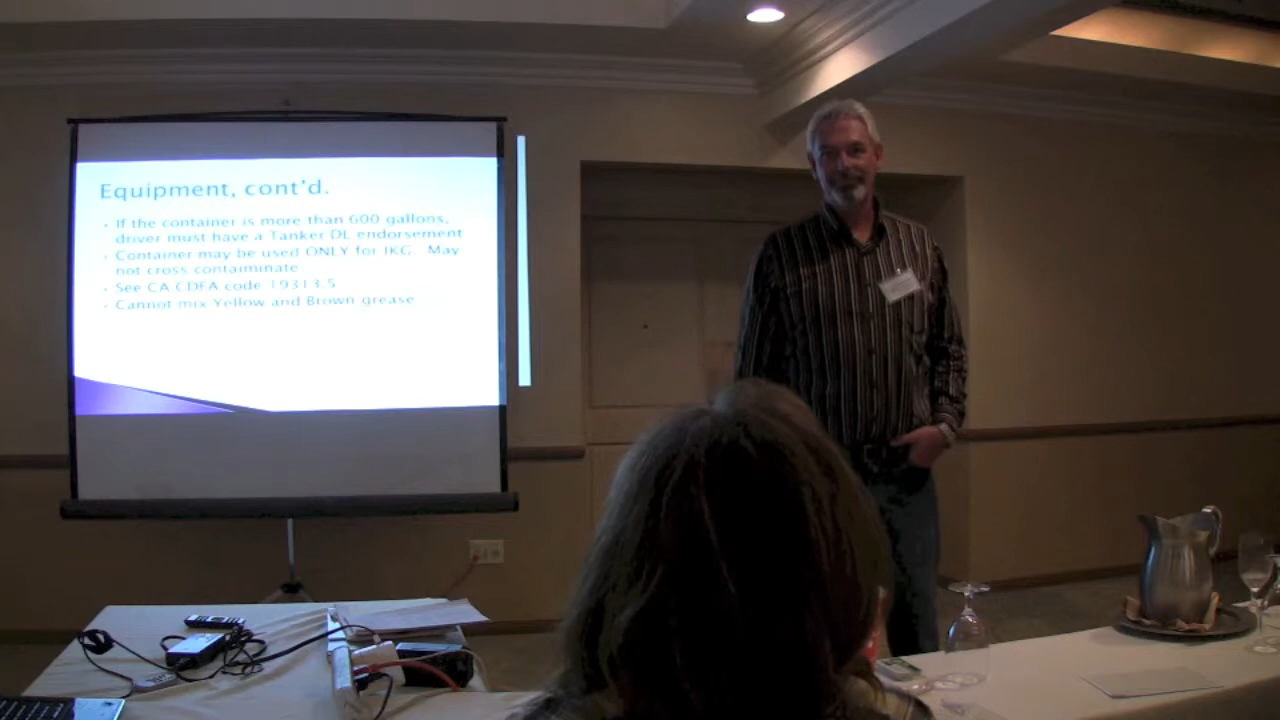 Equipment, cont'd.
If the container is more than 600 gallons,
driver must have a Tanker DL endorsement
Container may be used ONLY for IKG. May
not cross contaiminate
See CA CDFA code 19313.5
Cannot mix Yellow and Brown grease